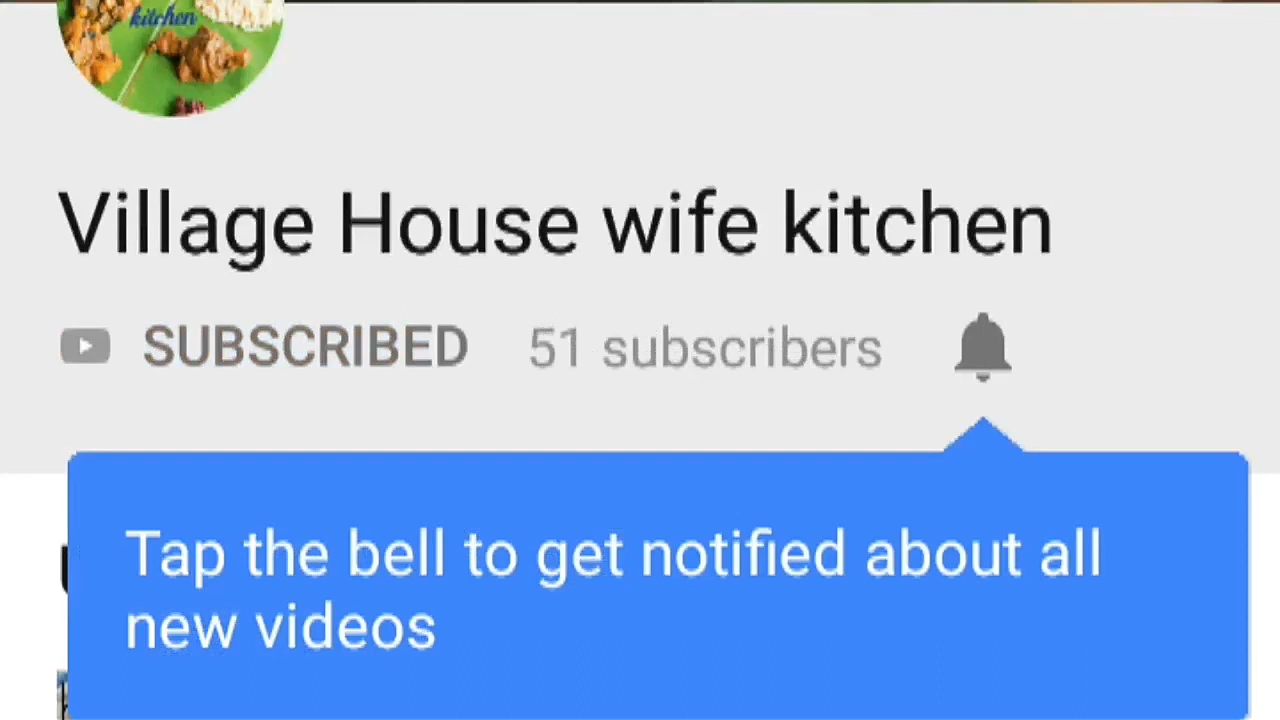 kitchen
Village House wife kitchen
SUBSCRIBED 51 subscribers
Tap the bell to get notified about all
new videos